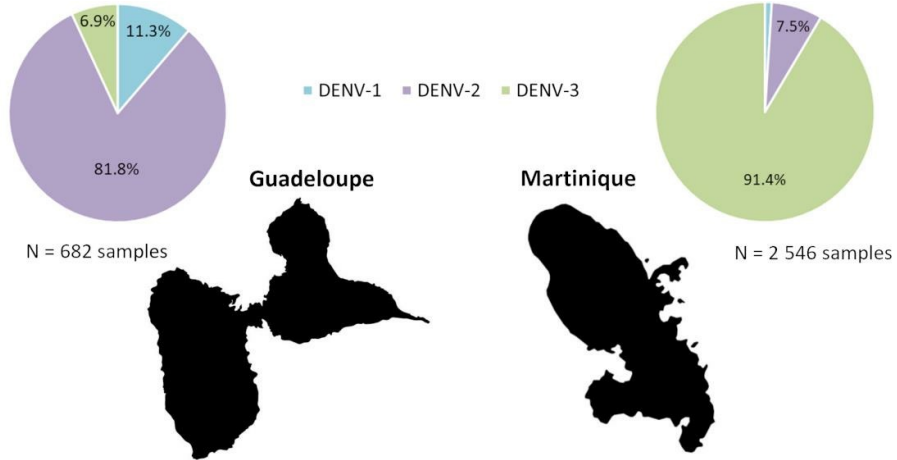 6.9%
11.3%
81.8%
DENV-1 DENV-2 DENV-3
7.5%
91.4%
Guadeloupe
Martinique
N = 682 samples
N = 2 546 samples